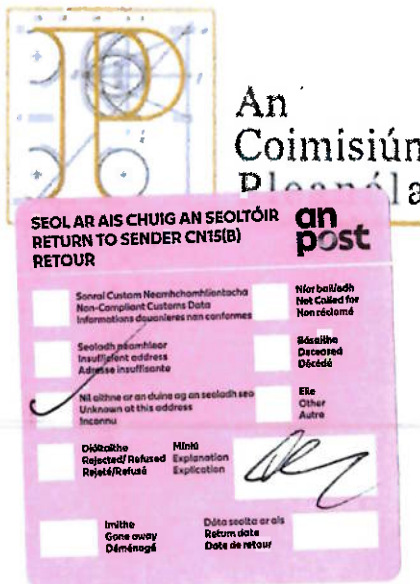 An
Coimisiún
Pleanála
SEOL AR AIS CHUIG AN SEOLTÓIR
RETURN TO SENDER CN15(B)
RETOUR
an
post
Sonraí Custam Neamhchomhlíontacha
Non-Compliant Customs Data
Informations douanieres non conformes
Níor bailíodh
Not Called for
Non réclamé
Seoladh neamhleor
Insufficient address
Adresse insuffisante
Básaithe
Deceased
Décédé
Níl aithne ar an duine ag an seoladh seo
Unknown at this address
Inconnu
Eile
Other
Autre
Diúltaithe
Rejected/Refused
Rejeté/Refusé
Míniú
Explanation
Explication
Imithe
Gone away
Déménagé
Dáta seolta ar ais
Return date
Date de retour